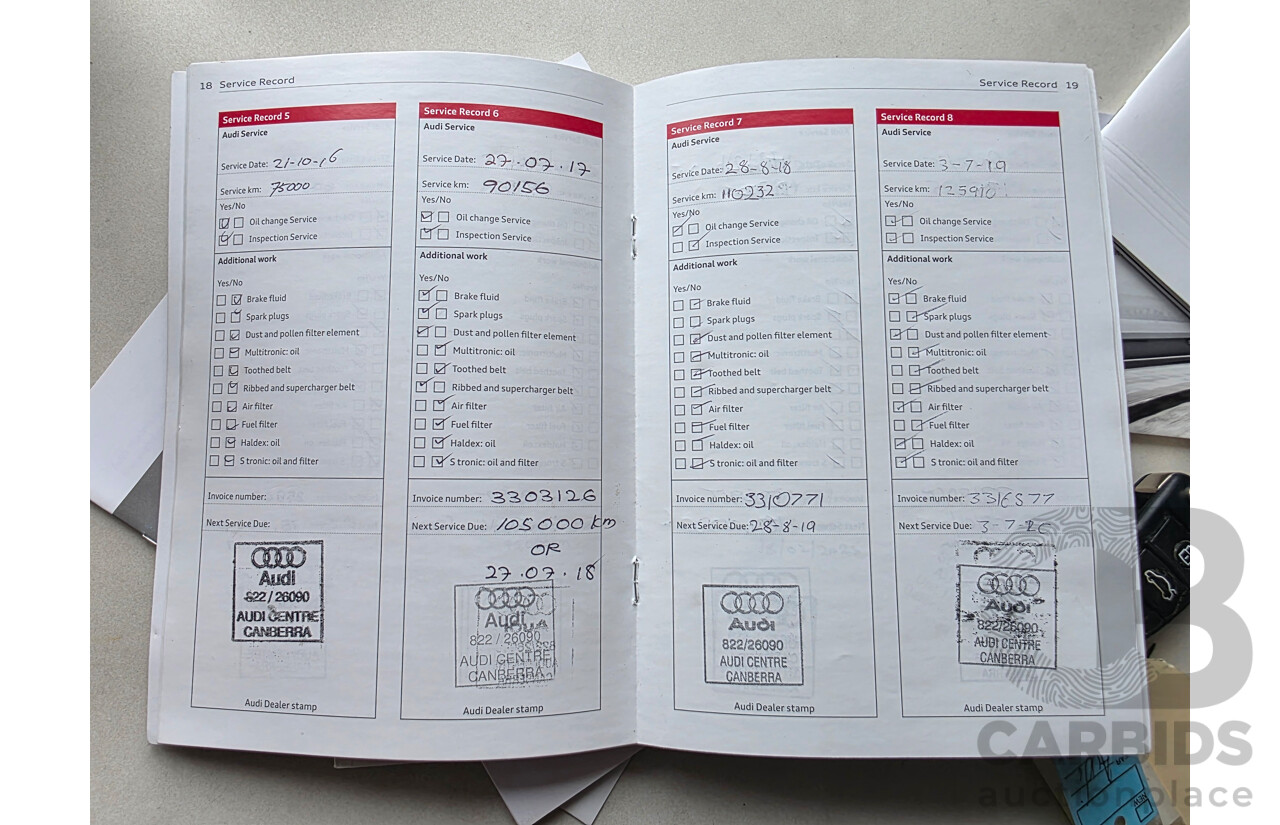 18 Service Record
Service Record 5
Audi Service
Service Date: 21-10-16
Service km: 75000
Yes/No
Oil change Service
Inspection Service
Additional work
Yes/No
Brake fluid
Spark plugs
Dust and pollen filter element
Multitronic: oil
Toothed belt
Ribbed and supercharger belt
Air filter
Fuel filter
Haldex: oil
S tronic: oil and filter
Invoice number:
Next Service Due:
Audi
822 / 26090
AUDI CENTRE
CANBERRA
Audi Dealer stamp
Service Record 6
Audi Service
Service Date: 27.07.17
Service km: 90156
Yes/No
Oil change Service
Inspection Service
Additional work
Yes/No
Brake fluid
Spark plugs
Dust and pollen filter element
Multitronic: oil
Toothed belt
Ribbed and supercharger belt
Air filter
Fuel filter
Haldex: oil
S tronic: oil and filter
Invoice number: 3303126
Next Service Due: 105000 km
OR
27.07.18
Audi
822 / 26090
AUDI CENTRE
CANBERRA
Audi Dealer stamp
Service Record 19
Service Record 7
Audi Service
Service Date: 28-8-18
Service km: 110232
Yes/No
Oil change Service
Inspection Service
Additional work
Yes/No
Brake fluid
Spark plugs
Dust and pollen filter element
Multitronic: oil
Toothed belt
Ribbed and supercharger belt
Air filter
Fuel filter
Haldex: oil
S tronic: oil and filter
Invoice number: 3310771
Next Service Due: 28-8-19
Audi
822/26090
AUDI CENTRE
CANBERRA
Audi Dealer stamp
Service Record 8
Audi Service
Service Date: 3-7-19
Service km: 125910
Yes/No
Oil change Service
Inspection Service
Additional work
Yes/No
Brake fluid
Spark plugs
Dust and pollen filter element
Multitronic: oil
Toothed belt
Ribbed and supercharger belt
Air filter
Fuel filter
Haldex: oil
S tronic: oil and filter
Invoice number: 3316577
Next Service Due: 3-7-20
Audi
822/26090
AUDI CENTRE
CANBERRA
Audi Dealer stamp
CARBIDS
auctionplace